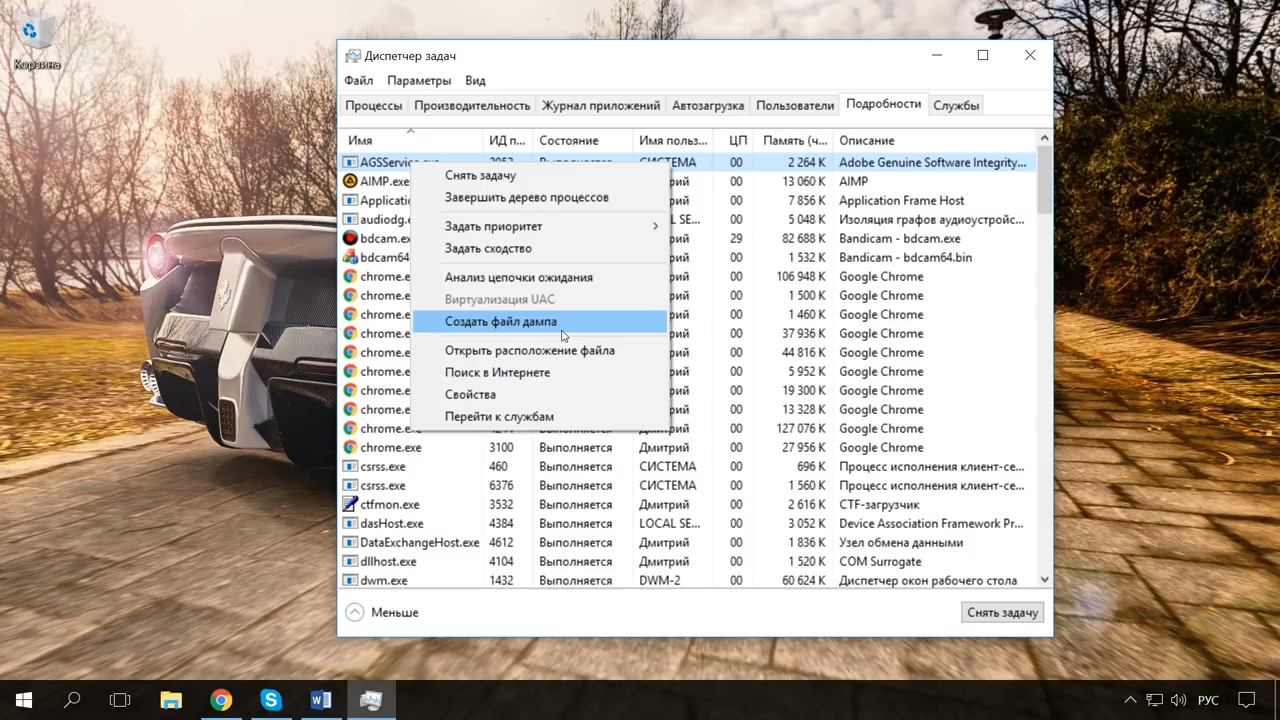 Корзина
Диспетчер задач
Файл Параметры Вид
Процессы Производительность Журнал приложений Автозагрузка Пользователи Подробности Службы
Имя ИД п... Состояние Имя польз... ЦП Память (ч... Описание
СИСТЕМА 00 2 264 K Adobe Genuine Software Integrity...
AIMP.exe 00 13 060 K AIMP
00 7 856 K Application Frame Host
00 5 048 K Изоляция графов аудиоустройс...
29 82 688 K Bandicam - bdcam.exe
bdcam64 00 1 532 K Bandicam - bdcam64.bin
chrome.e 00 106 948 K Google Chrome
chrome.e 00 1 500 K Google Chrome
chrome.e 00 1 460 K Google Chrome
chrome.e 00 37 936 K Google Chrome
chrome.e 00 44 816 K Google Chrome
chrome.e 00 5 952 K Google Chrome
chrome.e 00 19 300 K Google Chrome
chrome.e 00 13 328 K Google Chrome
00 127 076 K Google Chrome
chrome.exe 3100 Выполняется Дмитрий 00 27 956 K Google Chrome
csrss.exe 460 Выполняется СИСТЕМА 00 696 K Процесс исполнения клиент-се...
csrss.exe 6376 Выполняется СИСТЕМА 00 1 560 K Процесс исполнения клиент-се...
ctfmon.exe 3532 Выполняется Дмитрий 00 2 616 K CTF-загрузчик
dasHost.exe 4384 Выполняется LOCAL SE... 00 3 052 K Device Association Framework Pr...
DataExchangeHost.exe 4612 Выполняется Дмитрий 00 1 836 K Узел обмена данными
dllhost.exe 4104 Выполняется Дмитрий 00 1 520 K COM Surrogate
dwm.exe 1432 Выполняется DWM-2 00 60 624 K Диспетчер окон рабочего стола
Снять задачу
Завершить дерево процессов
Задать приоритет
Задать сходство
Анализ цепочки ожидания
Виртуализация UAC
Создать файл дампа
Открыть расположение файла
Поиск в Интернете
Свойства
Перейти к службам
Меньше Снять задачу
РУС